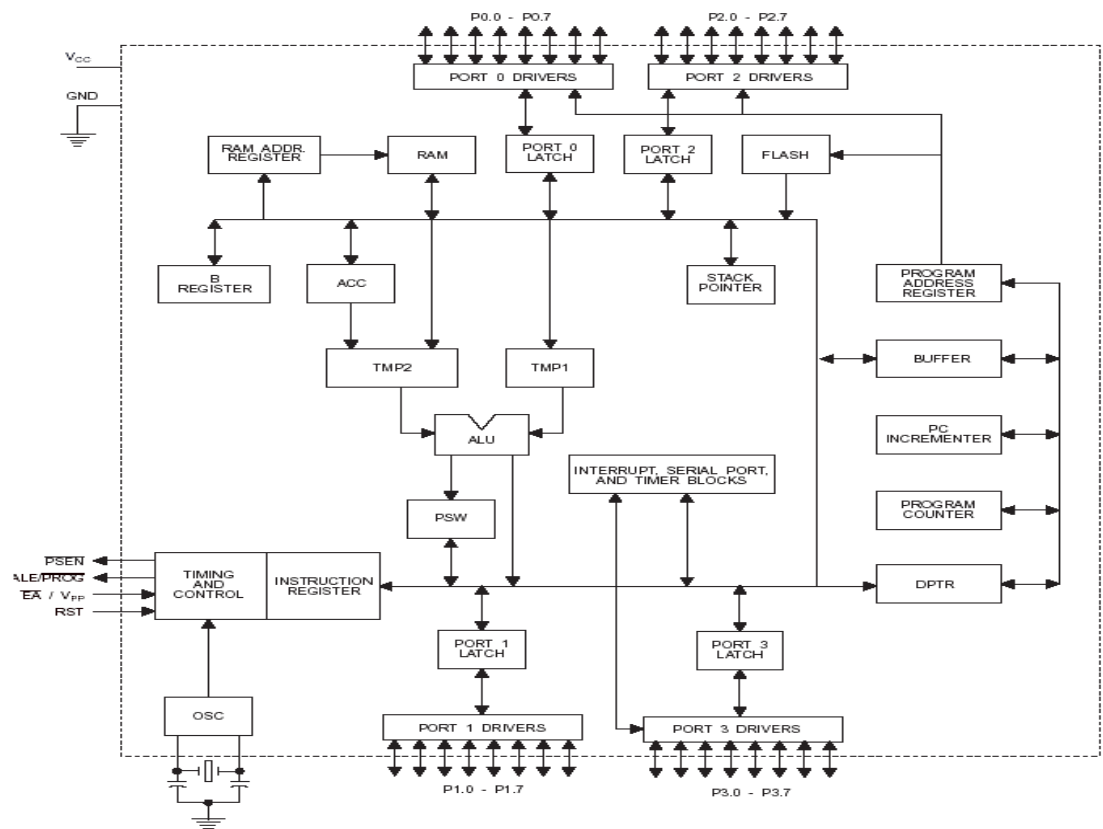 P0.0 - P0.7
P2.0 - P2.7
V_CC
PORT 0 DRIVERS
PORT 2 DRIVERS
GND
RAM ADDR.
REGISTER
RAM
PORT 0
LATCH
PORT 2
LATCH
FLASH
B
REGISTER
ACC
STACK
POINTER
PROGRAM
ADDRESS
REGISTER
TMP2
TMP1
BUFFER
ALU
PC
INCREMENTER
INTERRUPT, SERIAL PORT,
AND TIMER BLOCKS
PSW
PROGRAM
COUNTER
PSEN
ALE/PROG
EA / V_PP
RST
TIMING
AND
CONTROL
INSTRUCTION
REGISTER
DPTR
PORT 1
LATCH
PORT 3
LATCH
OSC
PORT 1 DRIVERS
PORT 3 DRIVERS
P1.0 - P1.7
P3.0 - P3.7